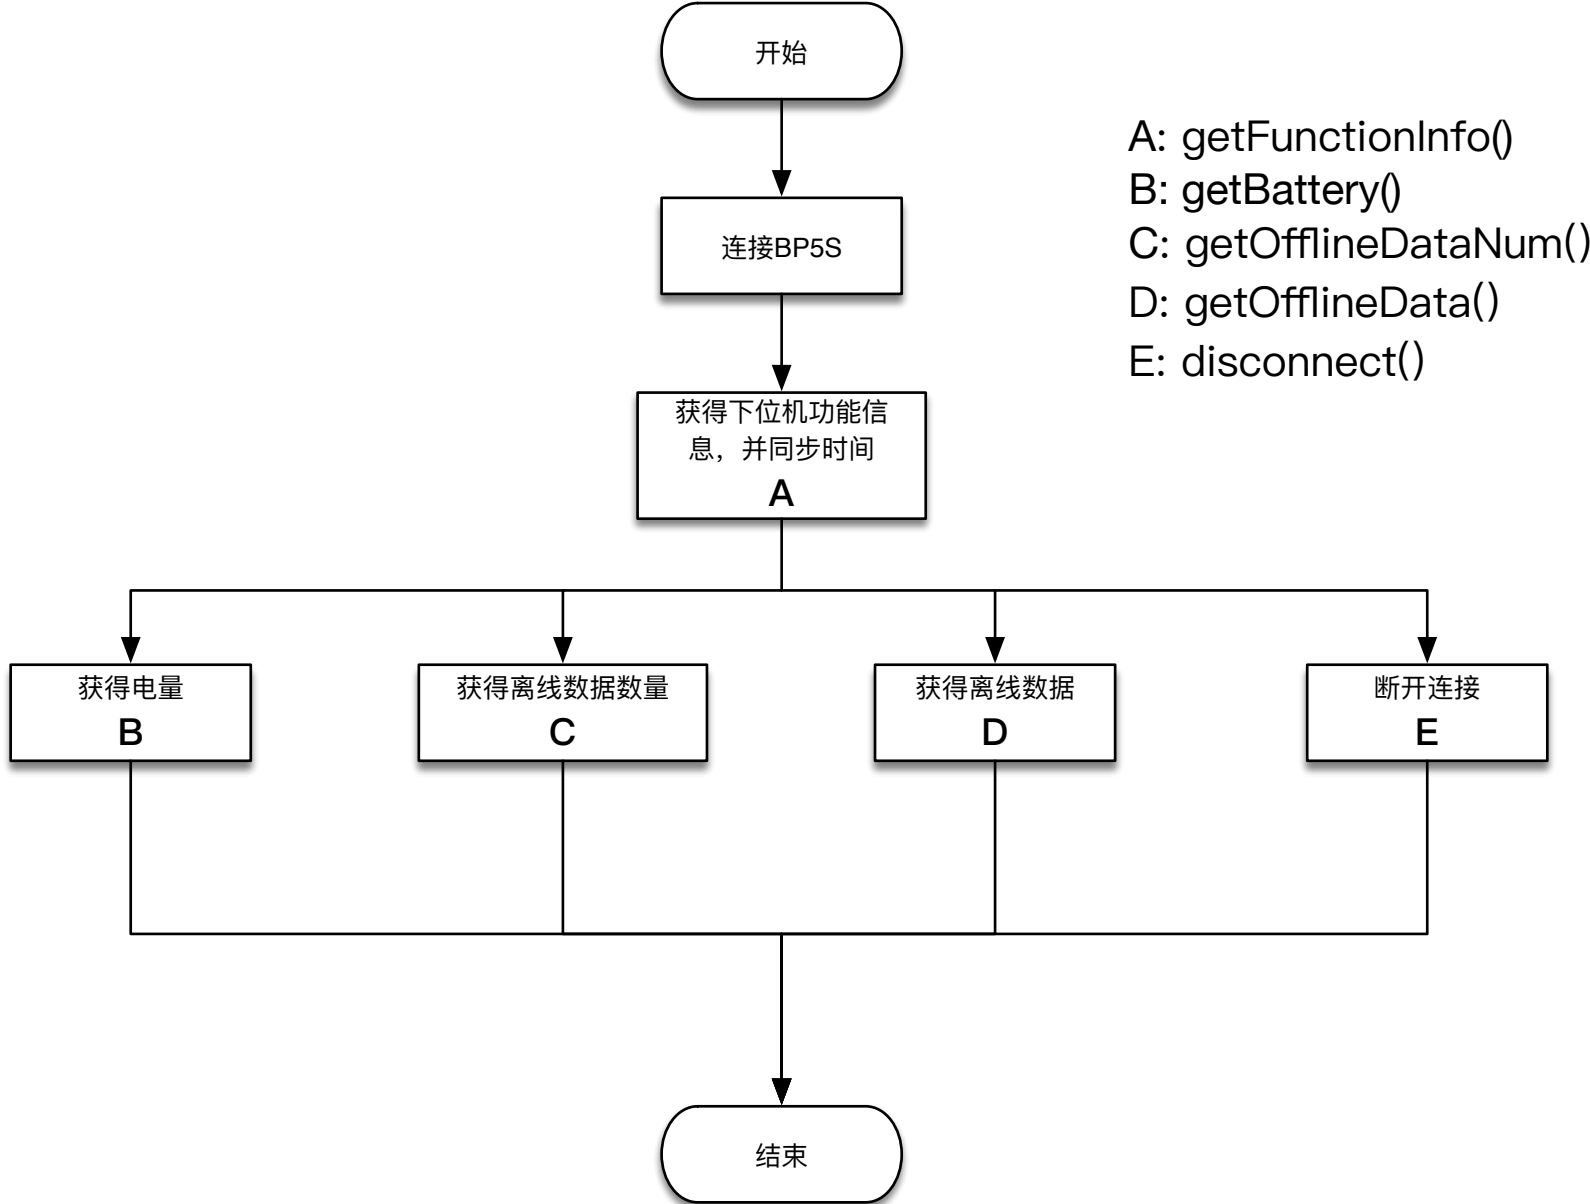 开始
连接BP5S
A: getFunctionInfo()
B: getBattery()
C: getOfflineDataNum()
D: getOfflineData()
E: disconnect()
获得下位机功能信
息，并同步时间
A
获得电量
B
获得离线数据数量
C
获得离线数据
D
断开连接
E
结束